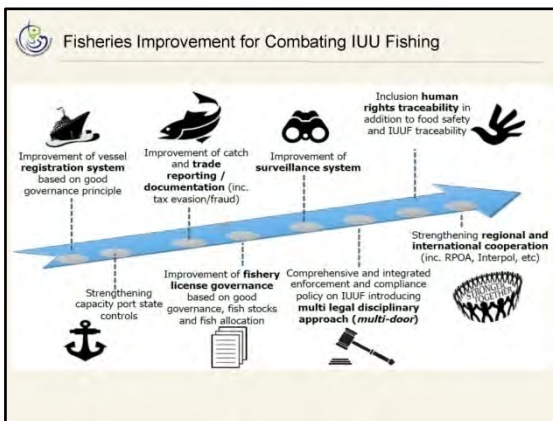 Fisheries Improvement for Combating IUU Fishing
Inclusion human
rights traceability in
addition to food safety
and IUUF traceability
Improvement of vessel
registration system
based on good
governance principle
Improvement of catch
and trade
reporting /
documentation (inc.
tax evasion/fraud)
Improvement of
surveillance system
Strengthening
capacity port state
controls
Improvement of fishery
license governance
based on good
governance, fish stocks
and fish allocation
Comprehensive and integrated
enforcement and compliance
policy on IUUF introducing
multi legal disciplinary
approach (multi-door)
Strengthening regional and
international cooperation
(inc. RPOA, Interpol, etc)
STRONGER
TOGETHER